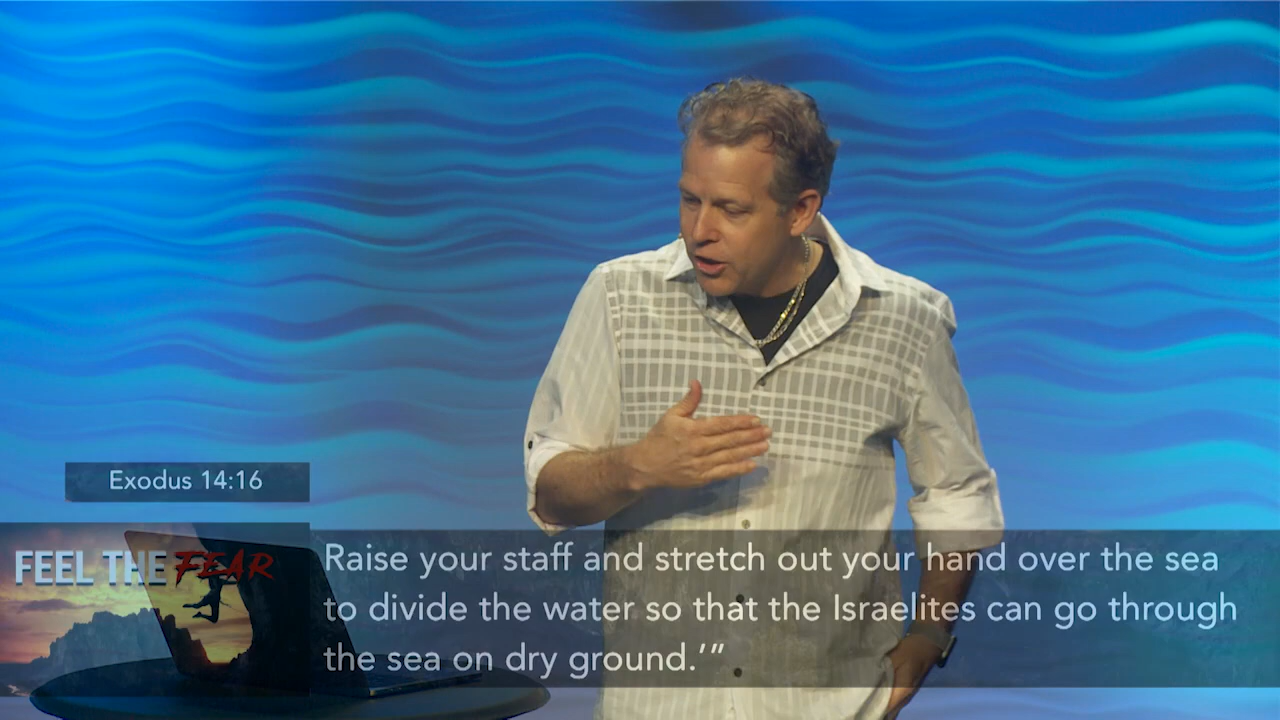 Exodus 14:16
FEEL THE FEAR
Raise your staff and stretch out your hand over the sea
to divide the water so that the Israelites can go through
the sea on dry ground.’”